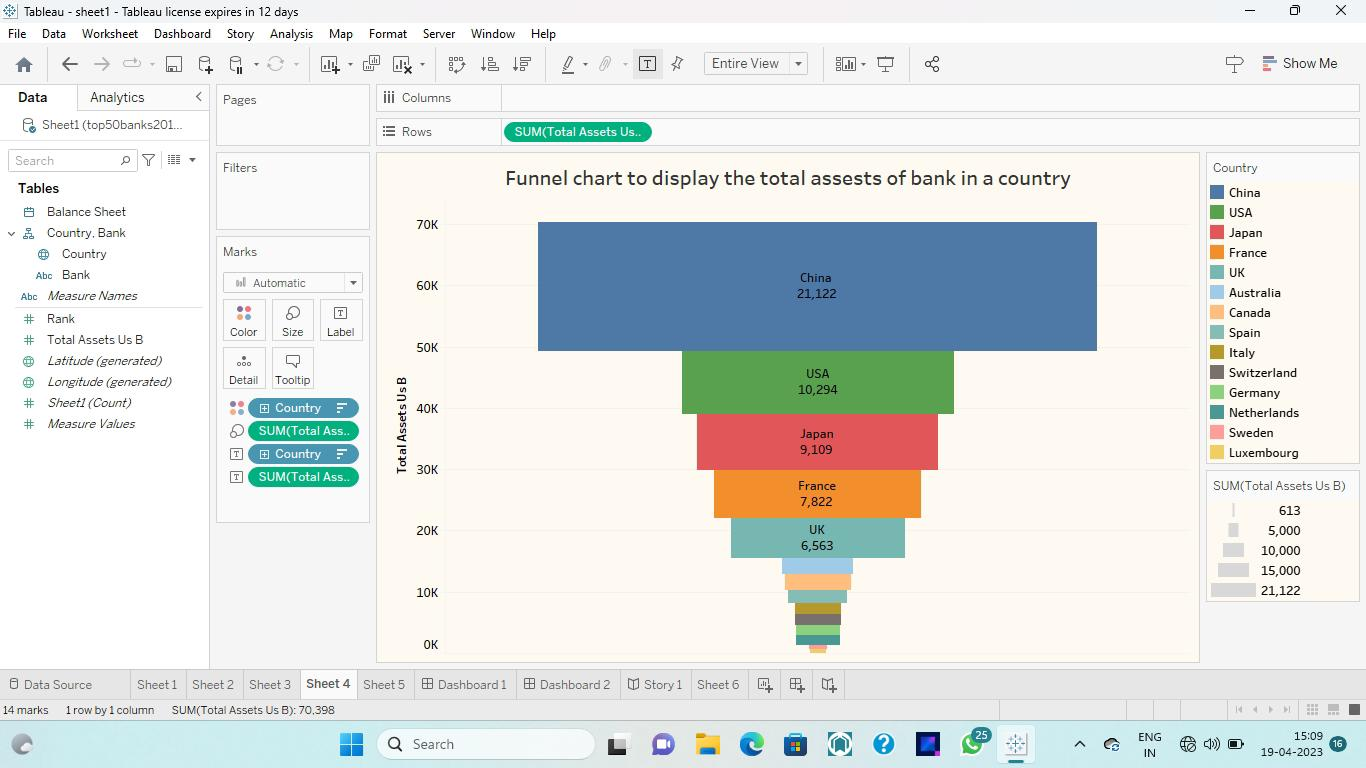 Tableau - sheet1 - Tableau license expires in 12 days
File Data Worksheet Dashboard Story Analysis Map Format Server Window Help
Entire View
Show Me
Data Analytics
Sheet1 (top50banks201...
Search
Tables
Balance Sheet
Country, Bank
Country
Abc Bank
Abc Measure Names
Rank
Total Assets Us B
Latitude (generated)
Longitude (generated)
Sheet1 (Count)
Measure Values
Pages
Filters
Marks
Automatic
Color Size Label
Detail Tooltip
Country
SUM(Total Ass..
Country
SUM(Total Ass..
Columns
Rows SUM(Total Assets Us..
Funnel chart to display the total assests of bank in a country
Total Assets Us B
70K
60K
50K
40K
30K
20K
10K
0K
China
21,122
USA
10,294
Japan
9,109
France
7,822
UK
6,563
Country
China
USA
Japan
France
UK
Australia
Canada
Spain
Italy
Switzerland
Germany
Netherlands
Sweden
Luxembourg
SUM(Total Assets Us B)
613
5,000
10,000
15,000
21,122
Data Source Sheet 1 Sheet 2 Sheet 3 Sheet 4 Sheet 5 Dashboard 1 Dashboard 2 Story 1 Sheet 6
14 marks 1 row by 1 column SUM(Total Assets Us B): 70,398
Search
25
ENG
IN
15:09
19-04-2023
16